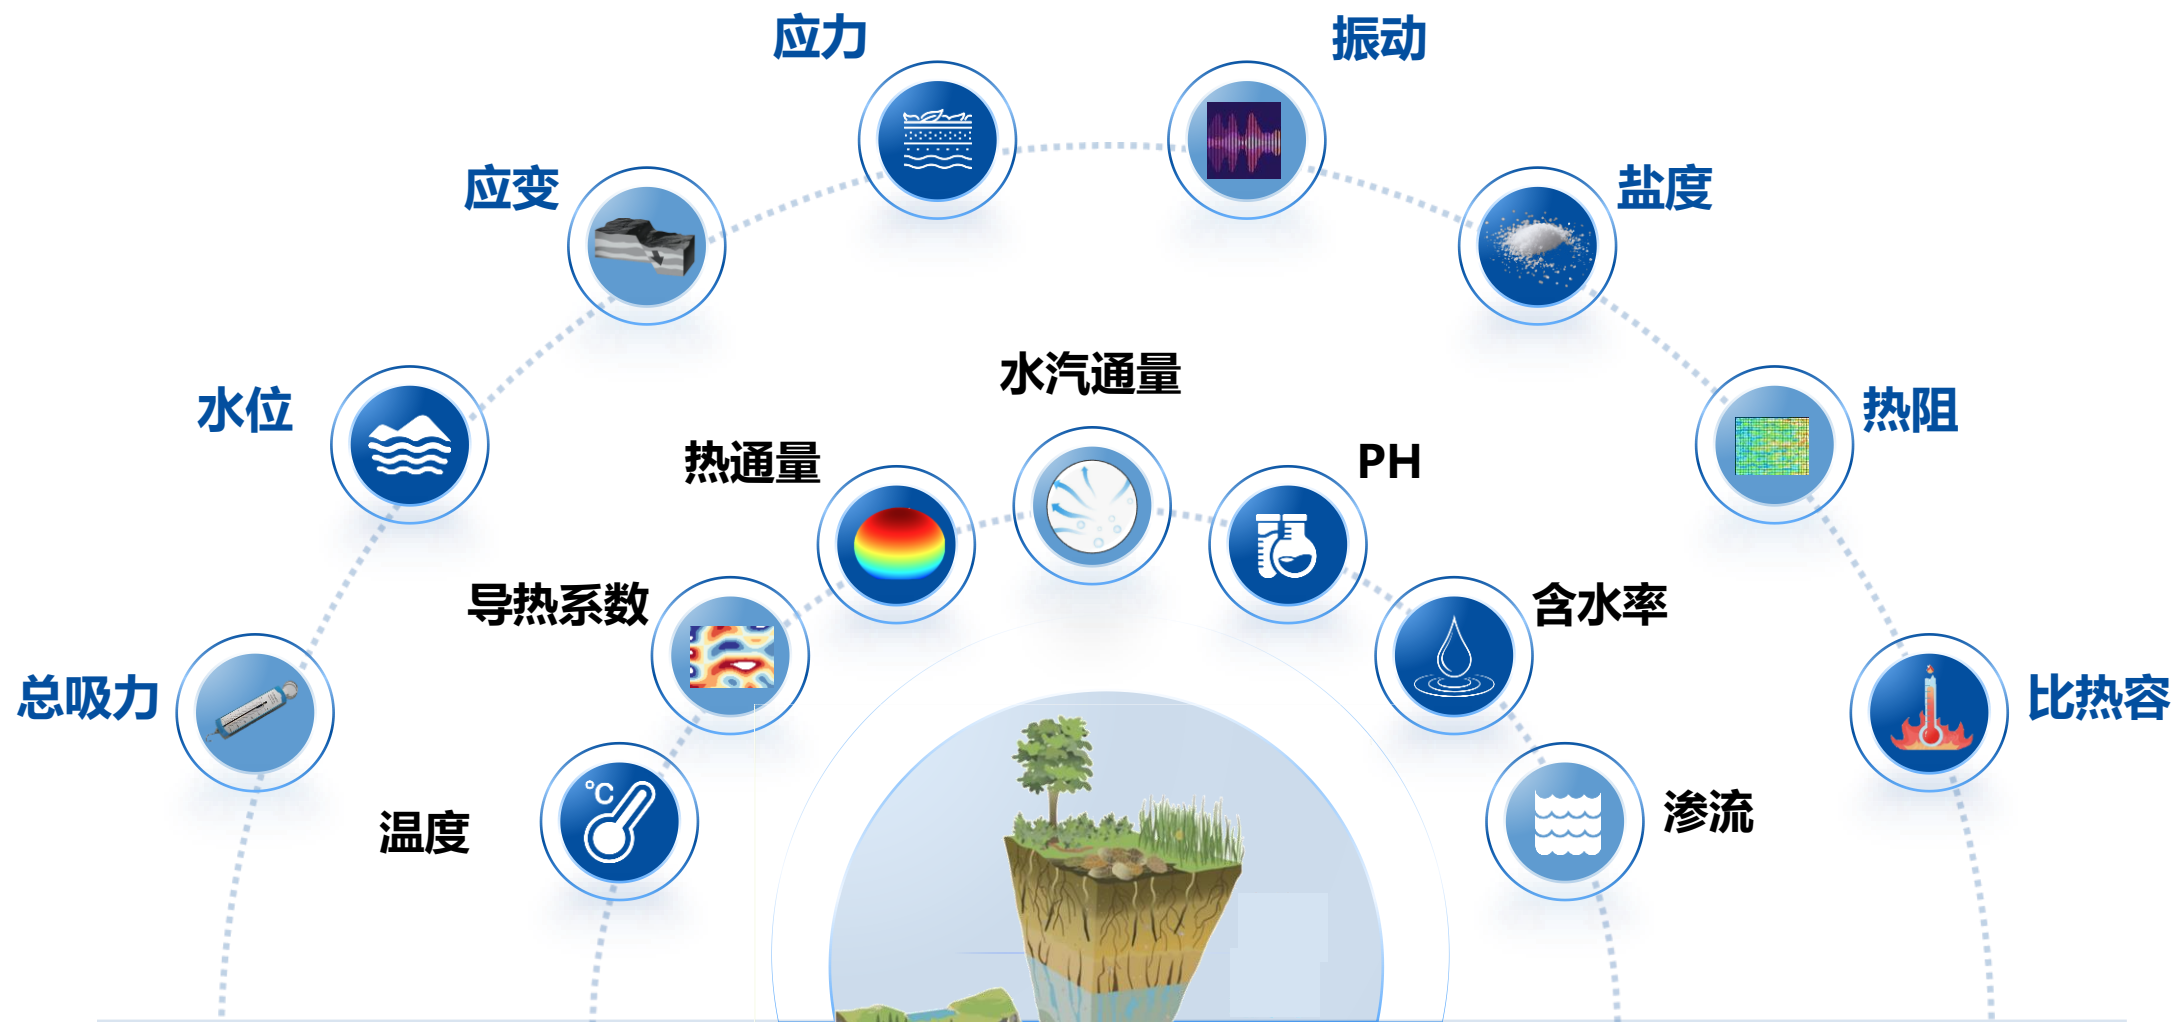 应力
振动
应变
盐度
水位
热阻
总吸力
比热容
水汽通量
热通量
PH
导热系数
含水率
温度
℃
渗流